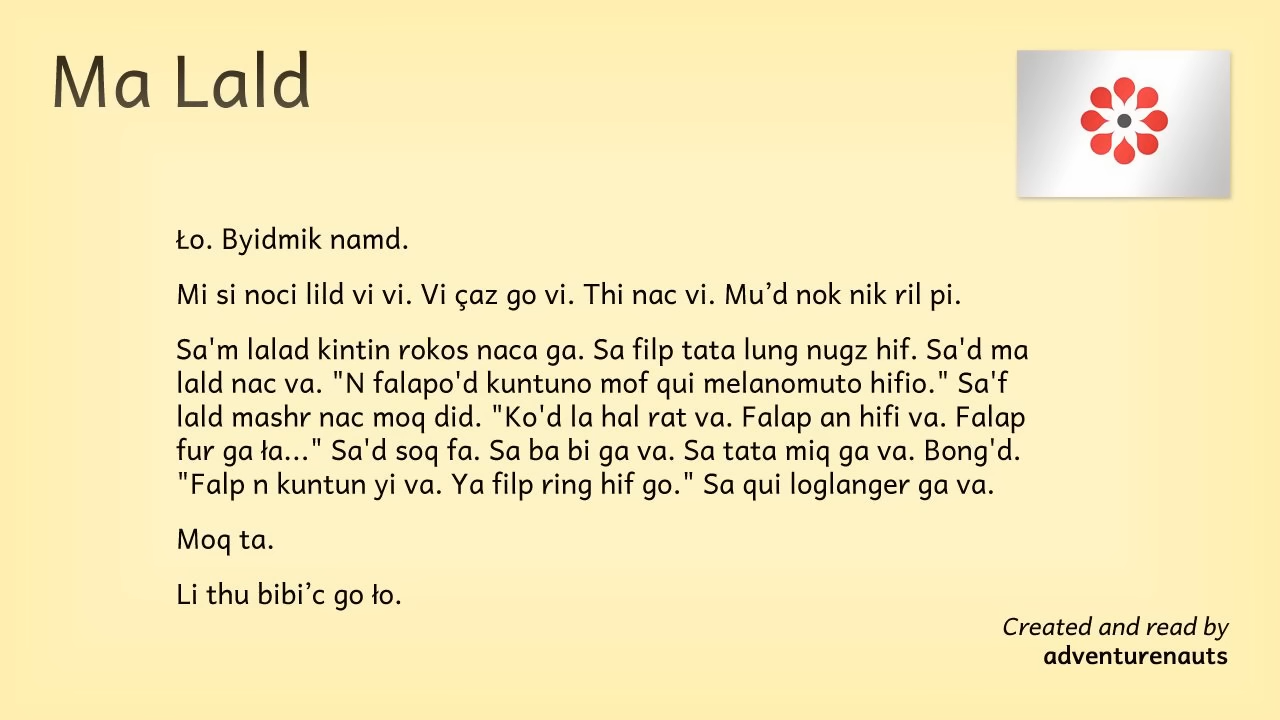 Ma Lald
Ło. Byidmik namd.
Mi si noci lild vi vi. Vi çaz go vi. Thi nac vi. Mu’d nok nik ril pi.
Sa'm lalad kintin rokos naca ga. Sa filp tata lung nugz hif. Sa'd ma
lald nac va. "N falapo'd kuntuno mof qui melanomuto hifio." Sa'f
lald mashr nac moq did. "Ko'd la hal rat va. Falap an hifi va. Falap
fur ga ła..." Sa'd soq fa. Sa ba bi ga va. Sa tata miq ga va. Bong'd.
"Falp n kuntun yi va. Ya filp ring hif go." Sa qui loglanger ga va.
Moq ta.
Li thu bibi’c go ło.
Created and read by
adventurenauts